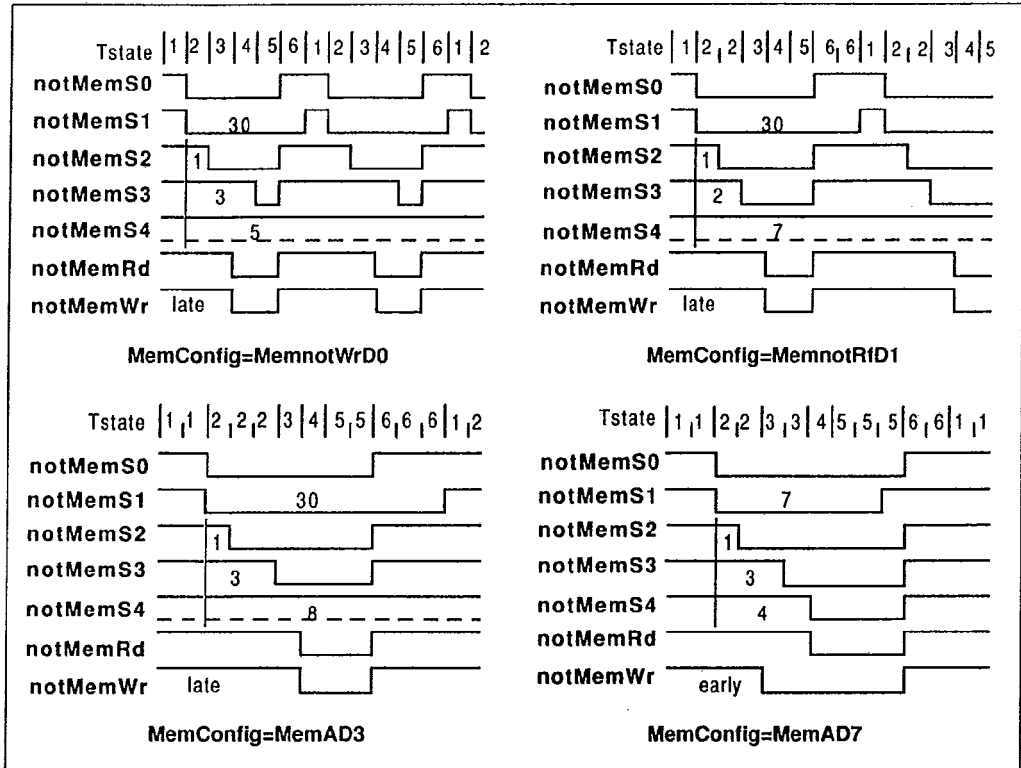 Tstate |1|2|3|4|5|6|1|2|3|4|5|6|1|2
notMemS0
notMemS1 30
notMemS2 1
notMemS3 3
notMemS4 5
notMemRd
notMemWr late
MemConfig=MemnotWrD0
Tstate |1|2|2|3|4|5|6|6|1|2|2|3|4|5
notMemS0
notMemS1 30
notMemS2 1
notMemS3 2
notMemS4 7
notMemRd
notMemWr late
MemConfig=MemnotRfD1
Tstate |1|1|2|2|2|3|4|5|5|6|6|6|1|2
notMemS0
notMemS1 30
notMemS2 1
notMemS3 3
notMemS4 8
notMemRd
notMemWr late
MemConfig=MemAD3
Tstate |1|1|2|2|3|3|4|5|5|5|6|6|1|1
notMemS0
notMemS1 7
notMemS2 1
notMemS3 3
notMemS4 4
notMemRd
notMemWr early
MemConfig=MemAD7